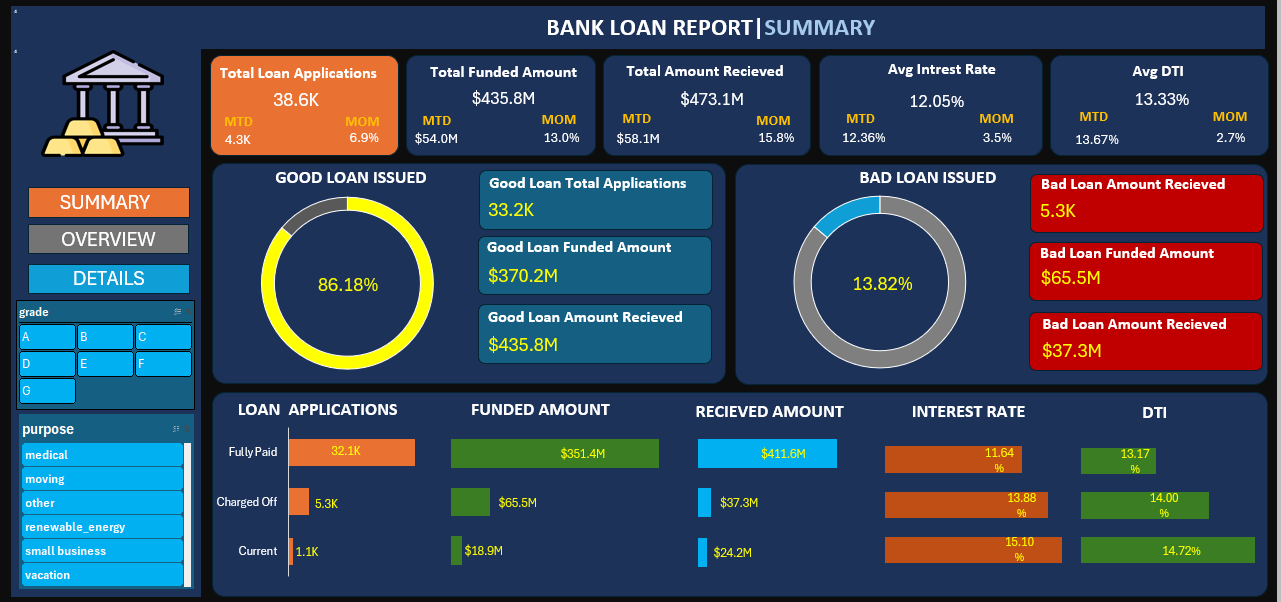 BANK LOAN REPORT|SUMMARY
Total Loan Applications
38.6K
MTD MOM
4.3K 6.9%
Total Funded Amount
$435.8M
MTD MOM
$54.0M 13.0%
Total Amount Recieved
$473.1M
MTD MOM
$58.1M 15.8%
Avg Intrest Rate
12.05%
MTD MOM
12.36% 3.5%
Avg DTI
13.33%
MTD MOM
13.67% 2.7%
SUMMARY
OVERVIEW
DETAILS
grade
A B C
D E F
G
purpose
medical
moving
other
renewable_energy
small business
vacation
GOOD LOAN ISSUED
86.18%
Good Loan Total Applications
33.2K
Good Loan Funded Amount
$370.2M
Good Loan Amount Recieved
$435.8M
BAD LOAN ISSUED
13.82%
Bad Loan Amount Recieved
5.3K
Bad Loan Funded Amount
$65.5M
Bad Loan Amount Recieved
$37.3M
LOAN APPLICATIONS FUNDED AMOUNT RECIEVED AMOUNT INTEREST RATE DTI
Fully Paid 32.1K $351.4M $411.6M 11.64 % 13.17 %
Charged Off 5.3K $65.5M $37.3M 13.88 % 14.00 %
Current 1.1K $18.9M $24.2M 15.10 % 14.72%